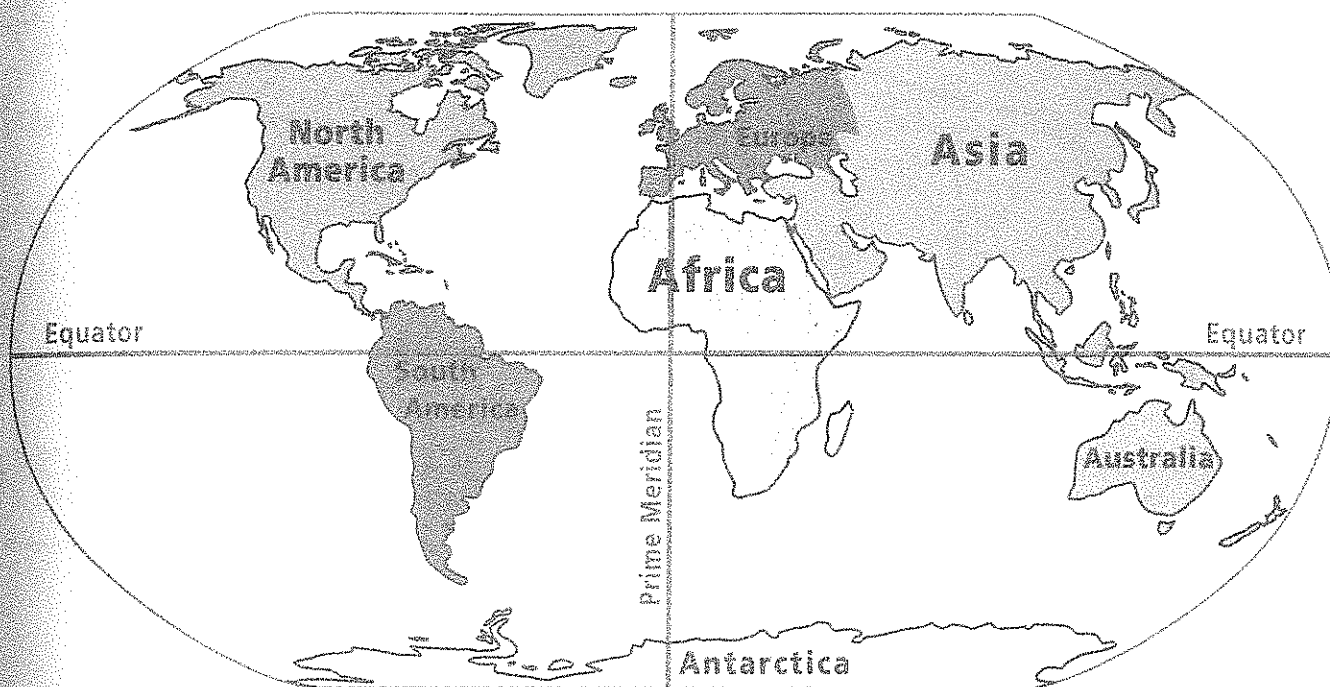 North
America
Europe
Asia
Africa
Equator
Equator
South
America
Prime Meridian
Australia
Antarctica